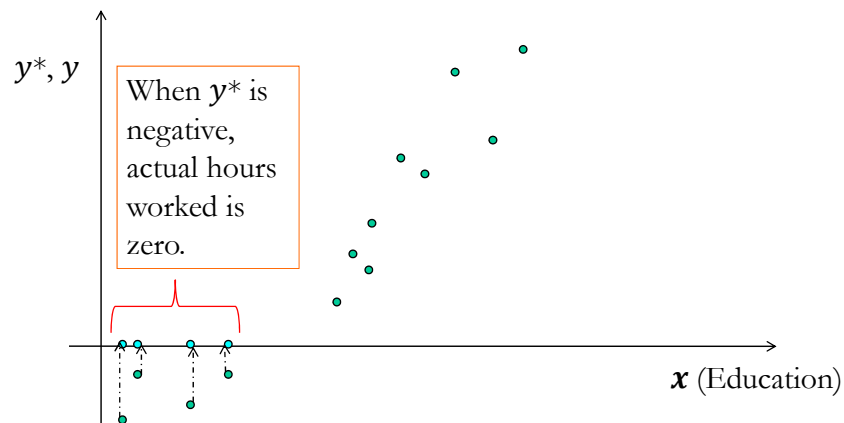 y*, y
When y* is
negative,
actual hours
worked is
zero.
x (Education)